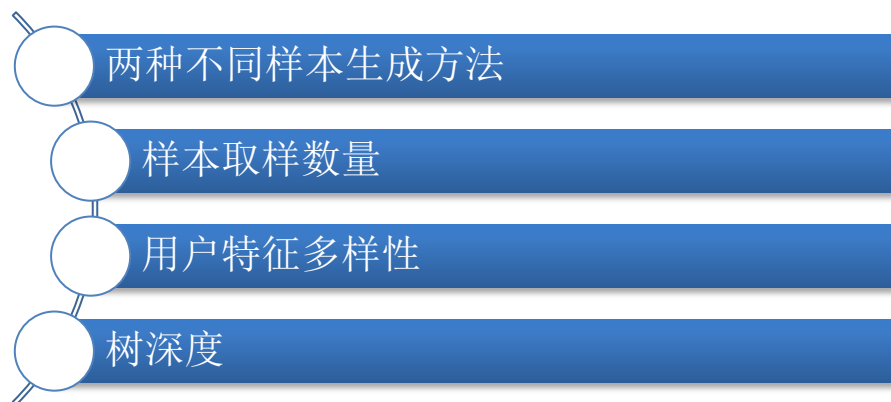 两种不同样本生成方法
样本取样数量
用户特征多样性
树深度